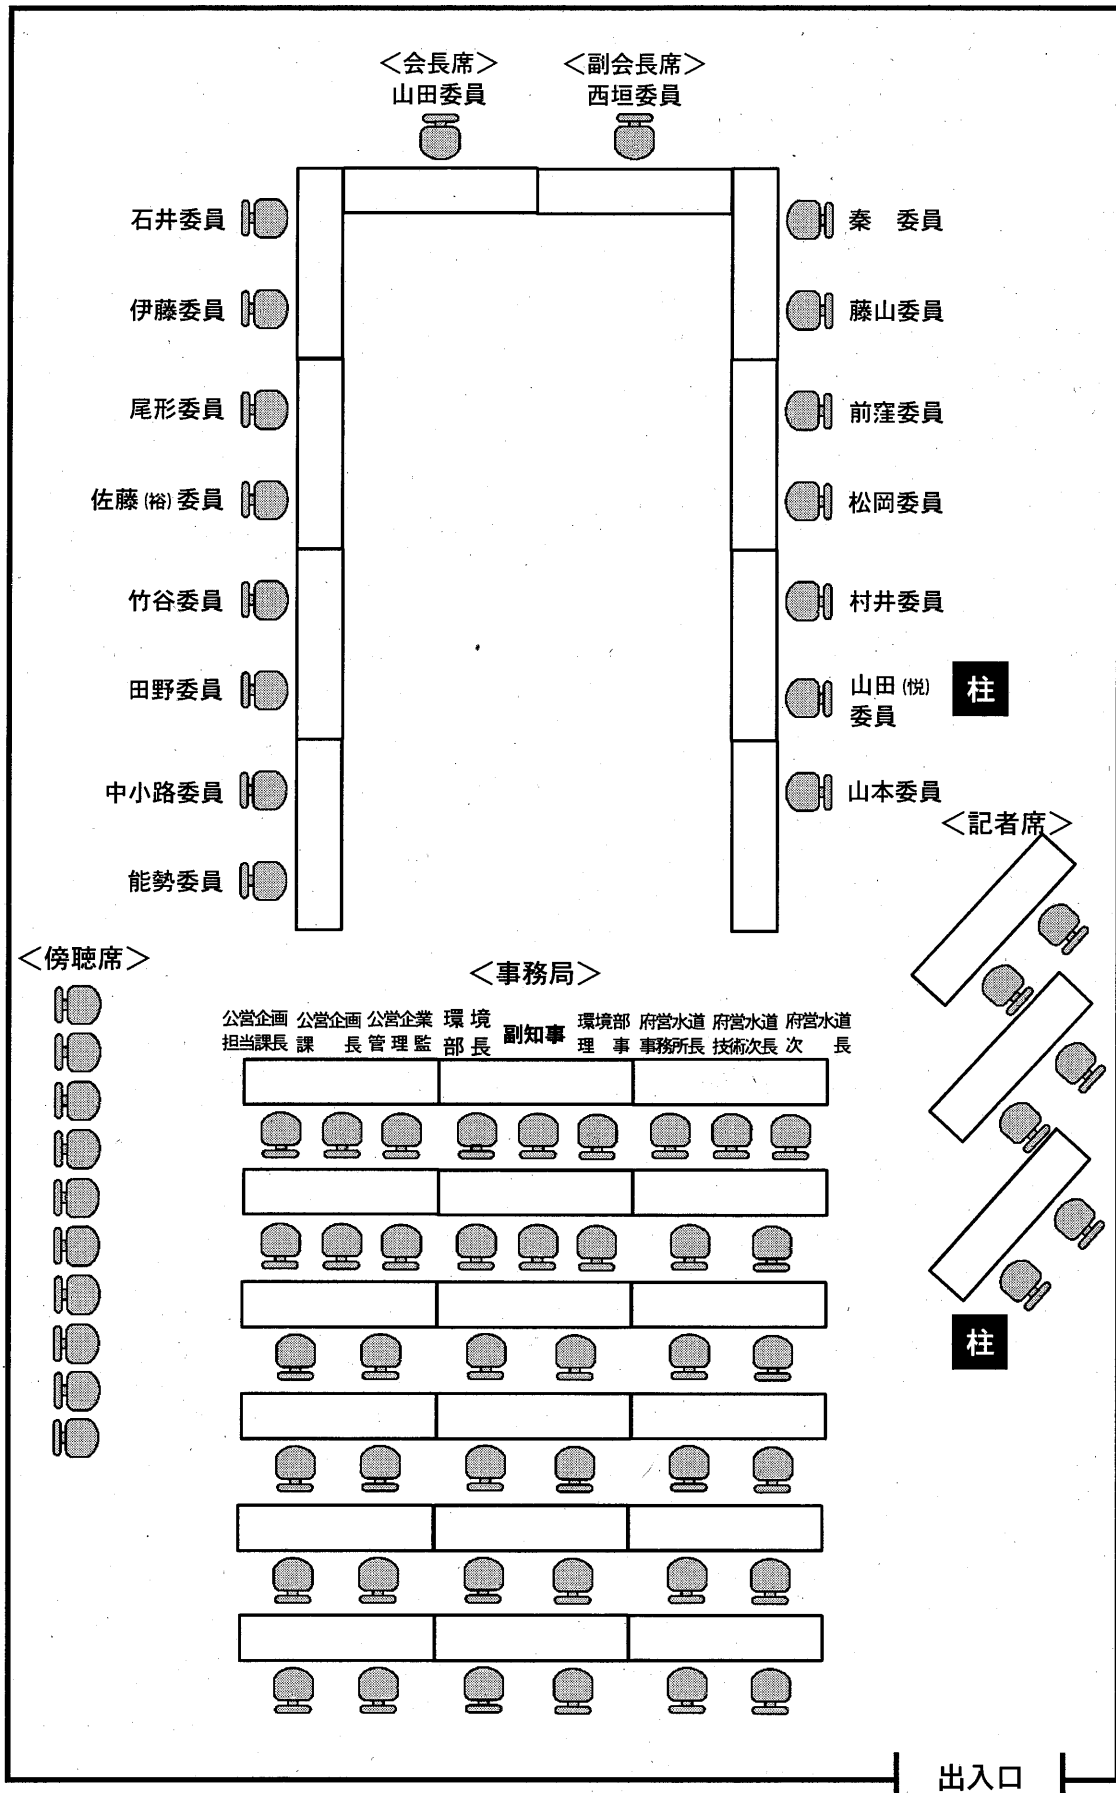 ＜会長席＞
山田委員
＜副会長席＞
西垣委員
石井委員
伊藤委員
尾形委員
佐藤(裕)委員
竹谷委員
田野委員
中小路委員
能勢委員
秦　委員
藤山委員
前窪委員
松岡委員
村井委員
山田(悦)
委員
山本委員
柱
＜記者席＞
＜傍聴席＞
＜事務局＞
公営企画
担当課長
公営企画
課　長
公営企業
管理監
環境
部長
副知事
環境部
理　事
府営水道
事務所長
府営水道
技術次長
府営水道
次　長
柱
出入口